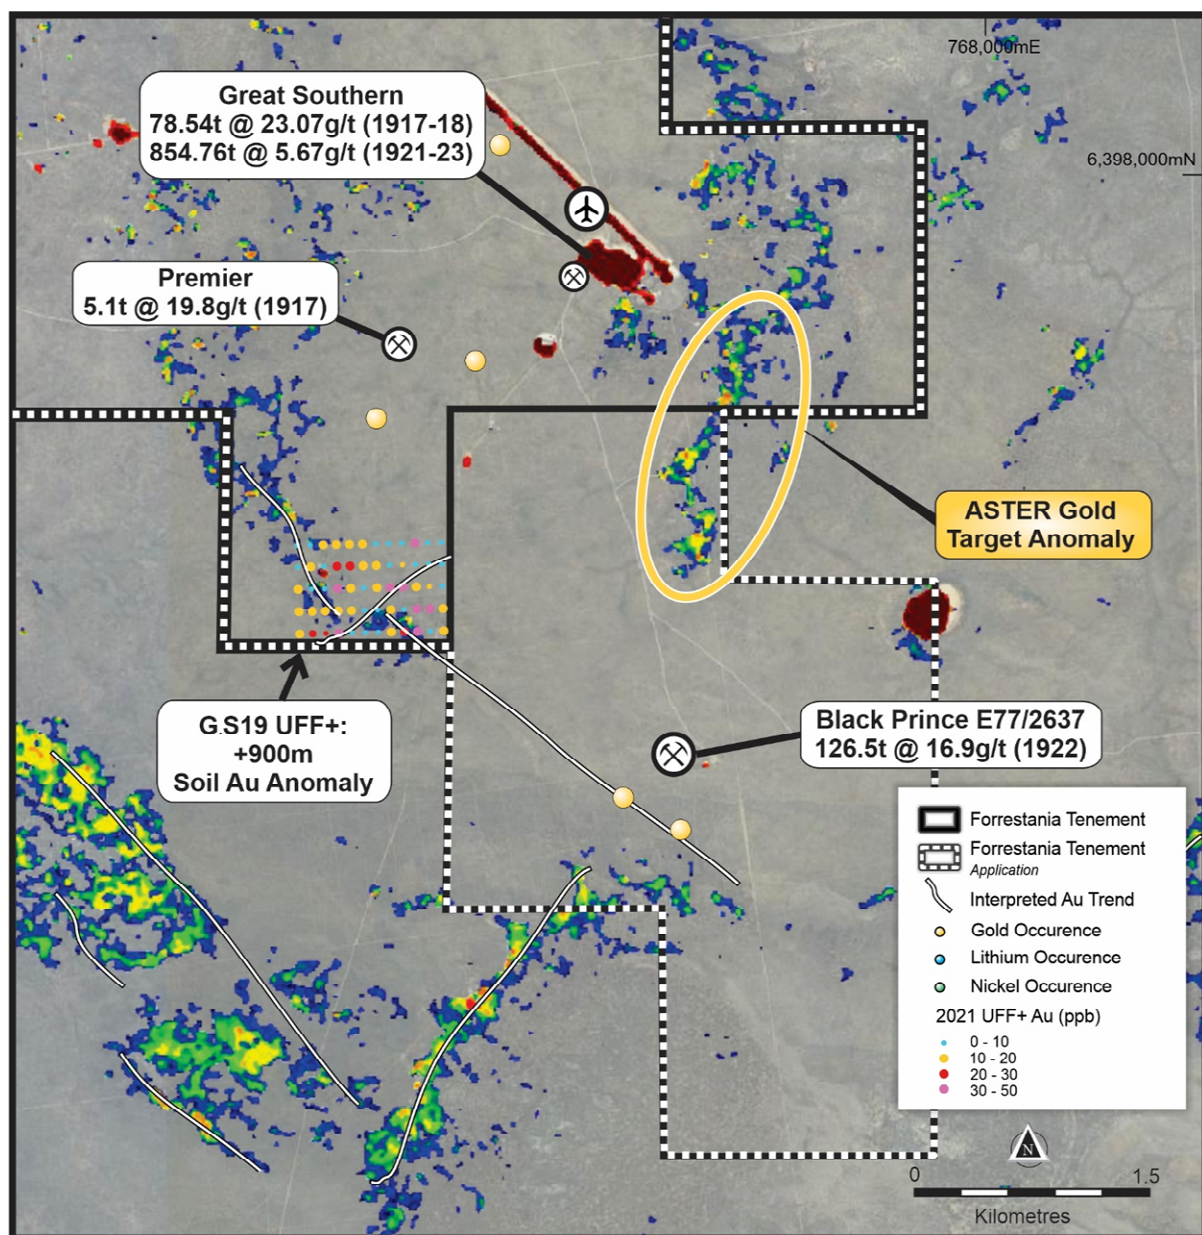 768,000mE
Great Southern
78.54t @ 23.07g/t (1917-18)
854.76t @ 5.67g/t (1921-23)
6,398,000mN
Premier
5.1t @ 19.8g/t (1917)
ASTER Gold
Target Anomaly
G.S19 UFF+:
+900m
Soil Au Anomaly
Black Prince E77/2637
126.5t @ 16.9g/t (1922)
Forrestania Tenement
Forrestania Tenement
Application
Interpreted Au Trend
Gold Occurence
Lithium Occurence
Nickel Occurence
2021 UFF+ Au (ppb)
0 - 10
10 - 20
20 - 30
30 - 50
N
0 1.5
Kilometres